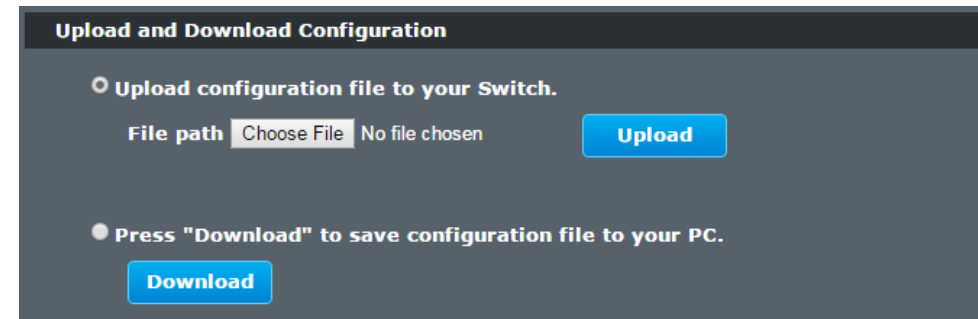 Upload and Download Configuration
Upload configuration file to your Switch.
File path Choose File No file chosen Upload
Press "Download" to save configuration file to your PC.
Download